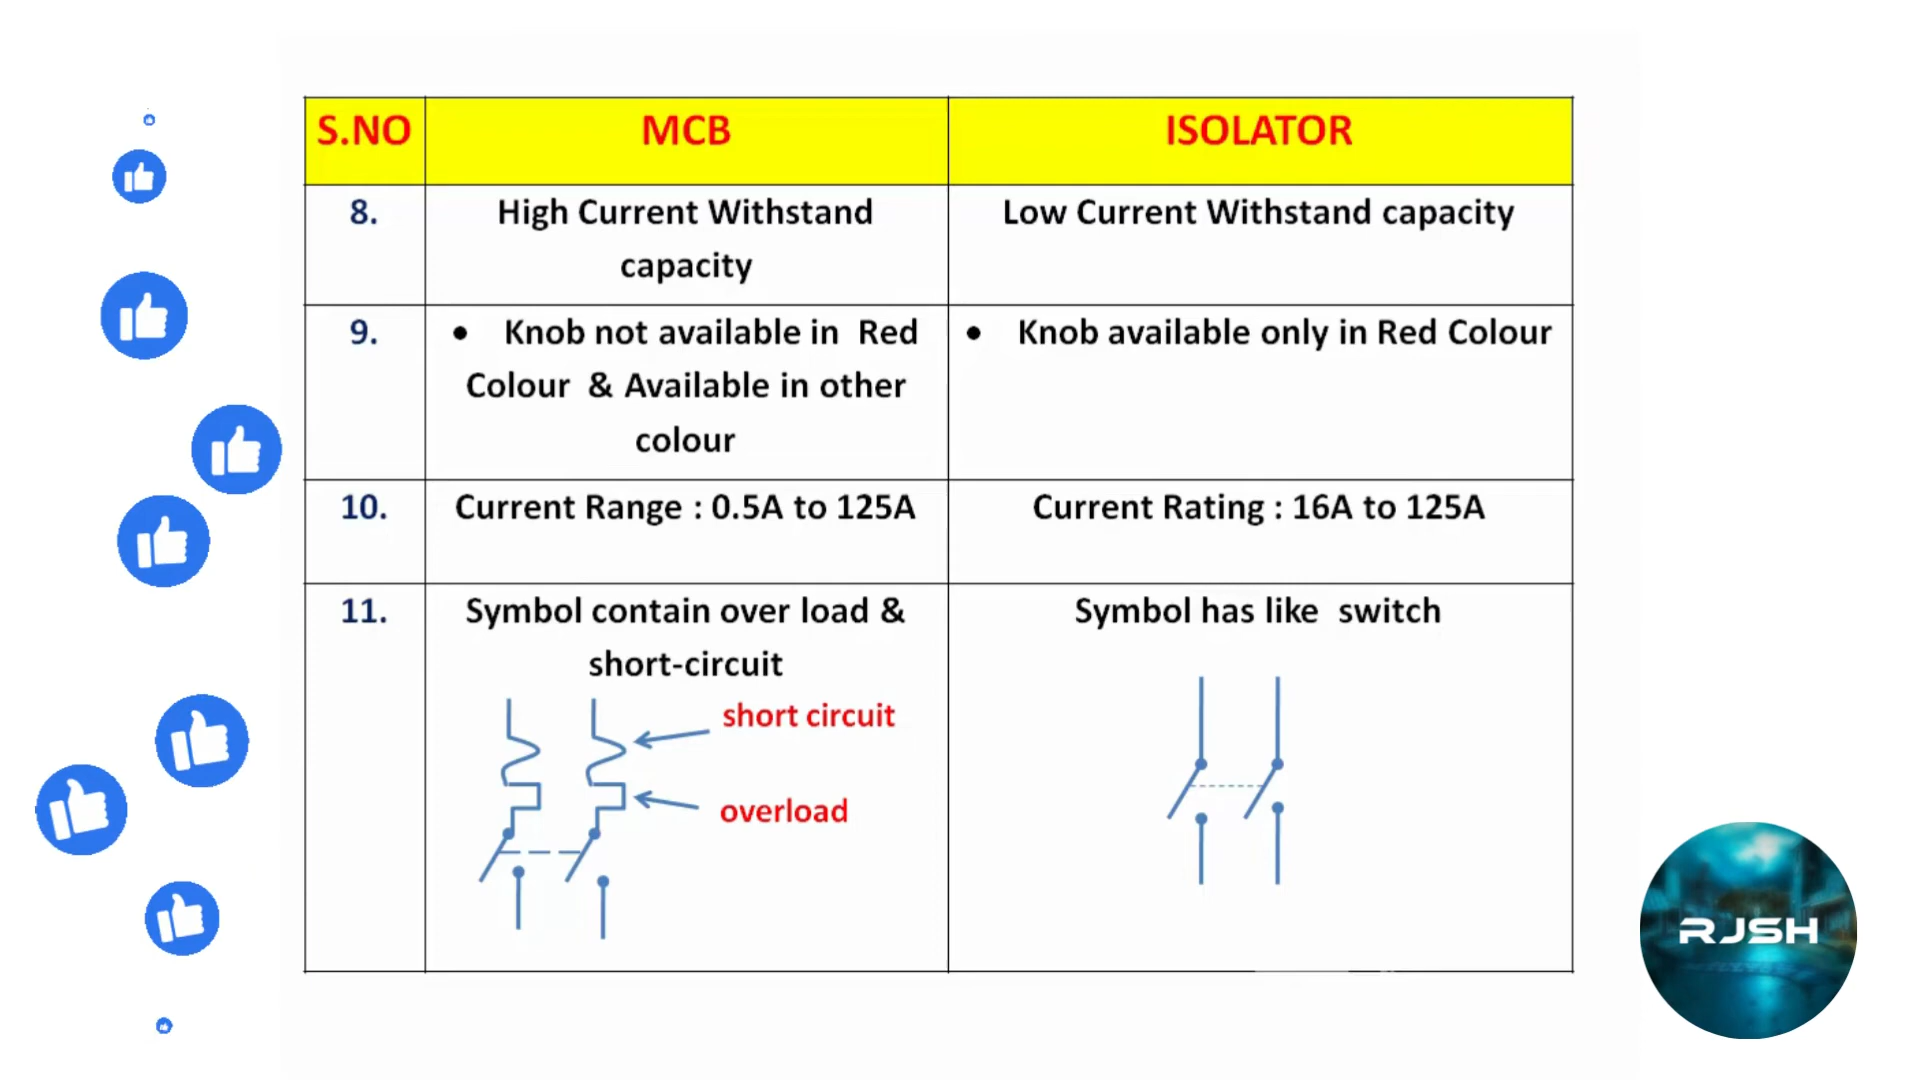 S.NO MCB ISOLATOR
8. High Current Withstand Low Current Withstand capacity
capacity
9. • Knob not available in Red • Knob available only in Red Colour
Colour & Available in other
colour
10. Current Range : 0.5A to 125A Current Rating : 16A to 125A
11. Symbol contain over load & Symbol has like switch
short-circuit
short circuit
overload
RJSH